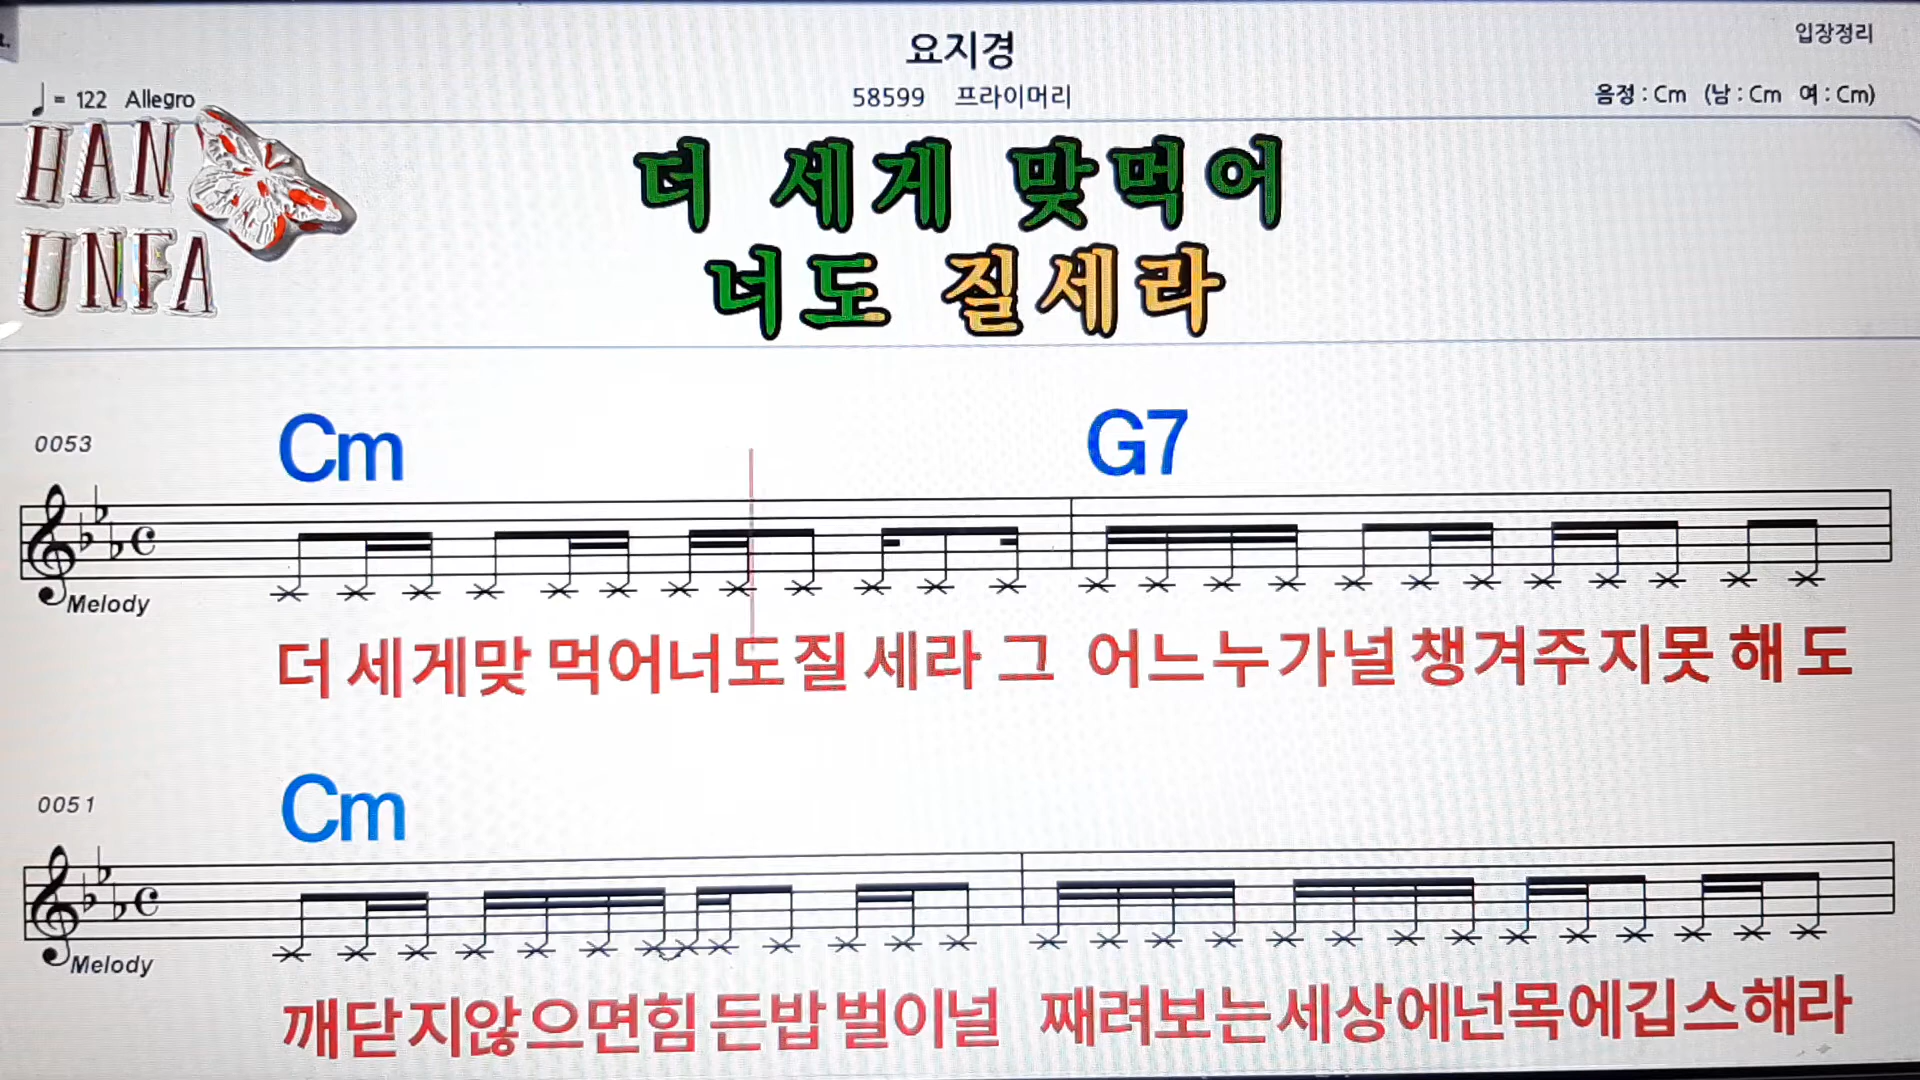 요지경
입장정리
♩= 122 Allegro
58599 프라이머리
음정 : Cm (남 : Cm 여 : Cm)
HAN
UNFA
더 세게 맞먹어
너도 질세라
Cm G7
0053
Melody
더 세게맞 먹어너도질 세라 그 어느누가널 챙겨주지못 해 도
Cm
0051
Melody
깨닫지않으면힘 든밥 벌이널 째려보는세상에넌목에깁스해라